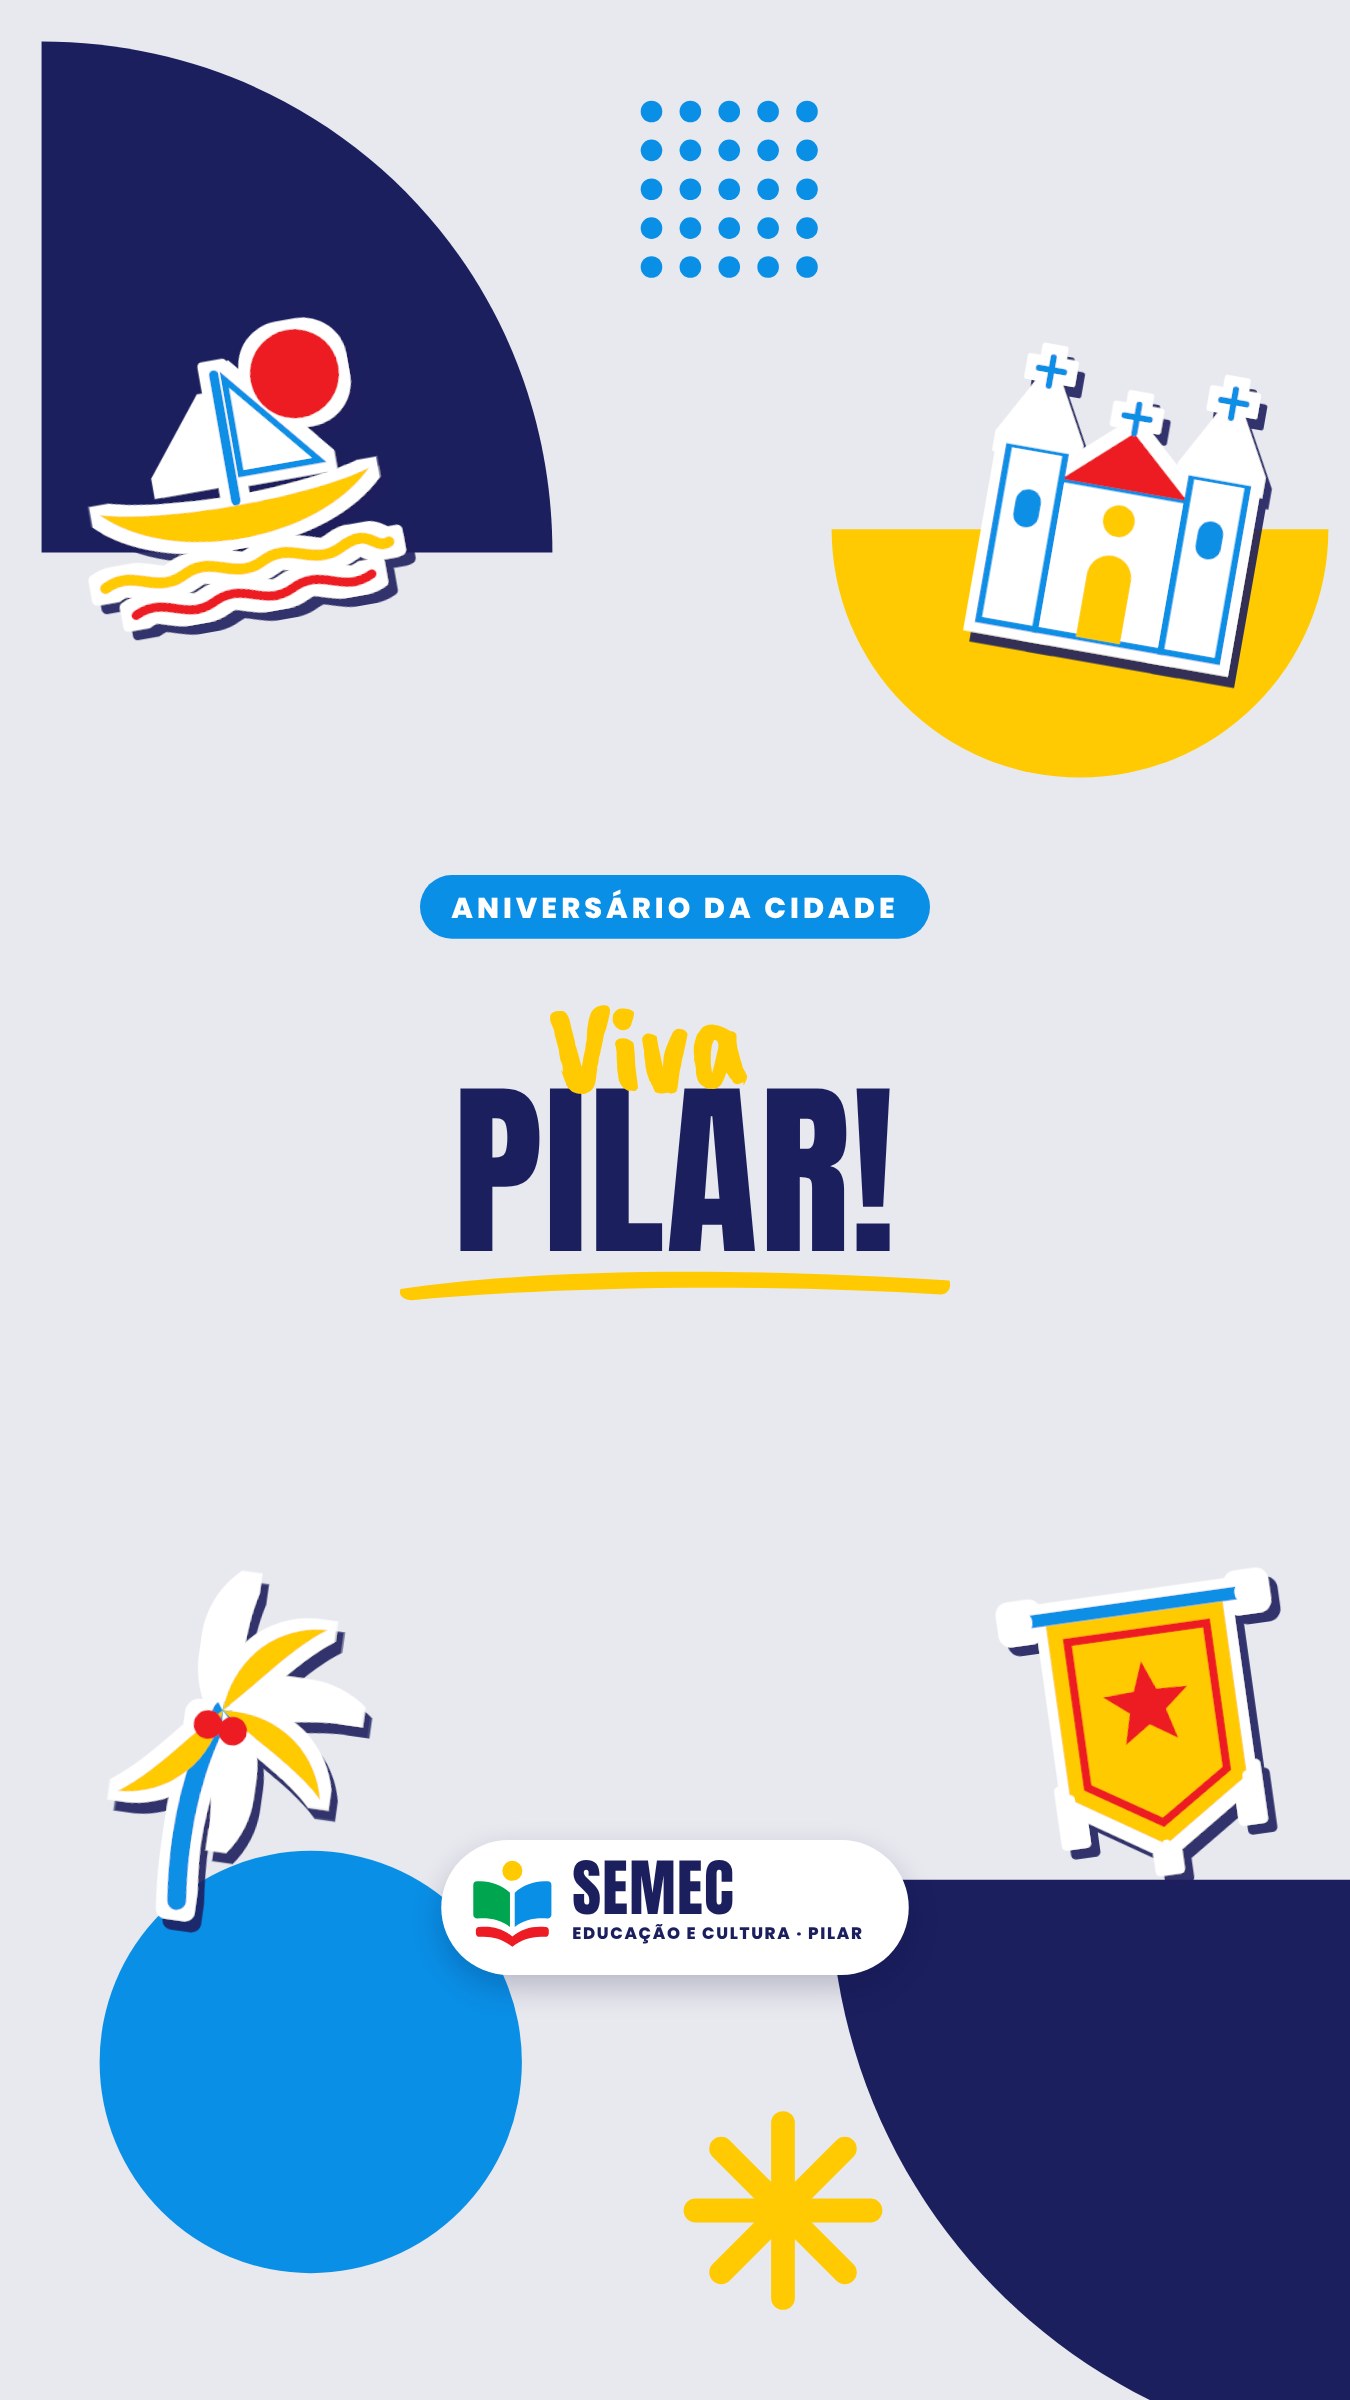 ANIVERSÁRIO DA CIDADE
Viva
PILAR!
SEMEC
EDUCAÇÃO E CULTURA · PILAR